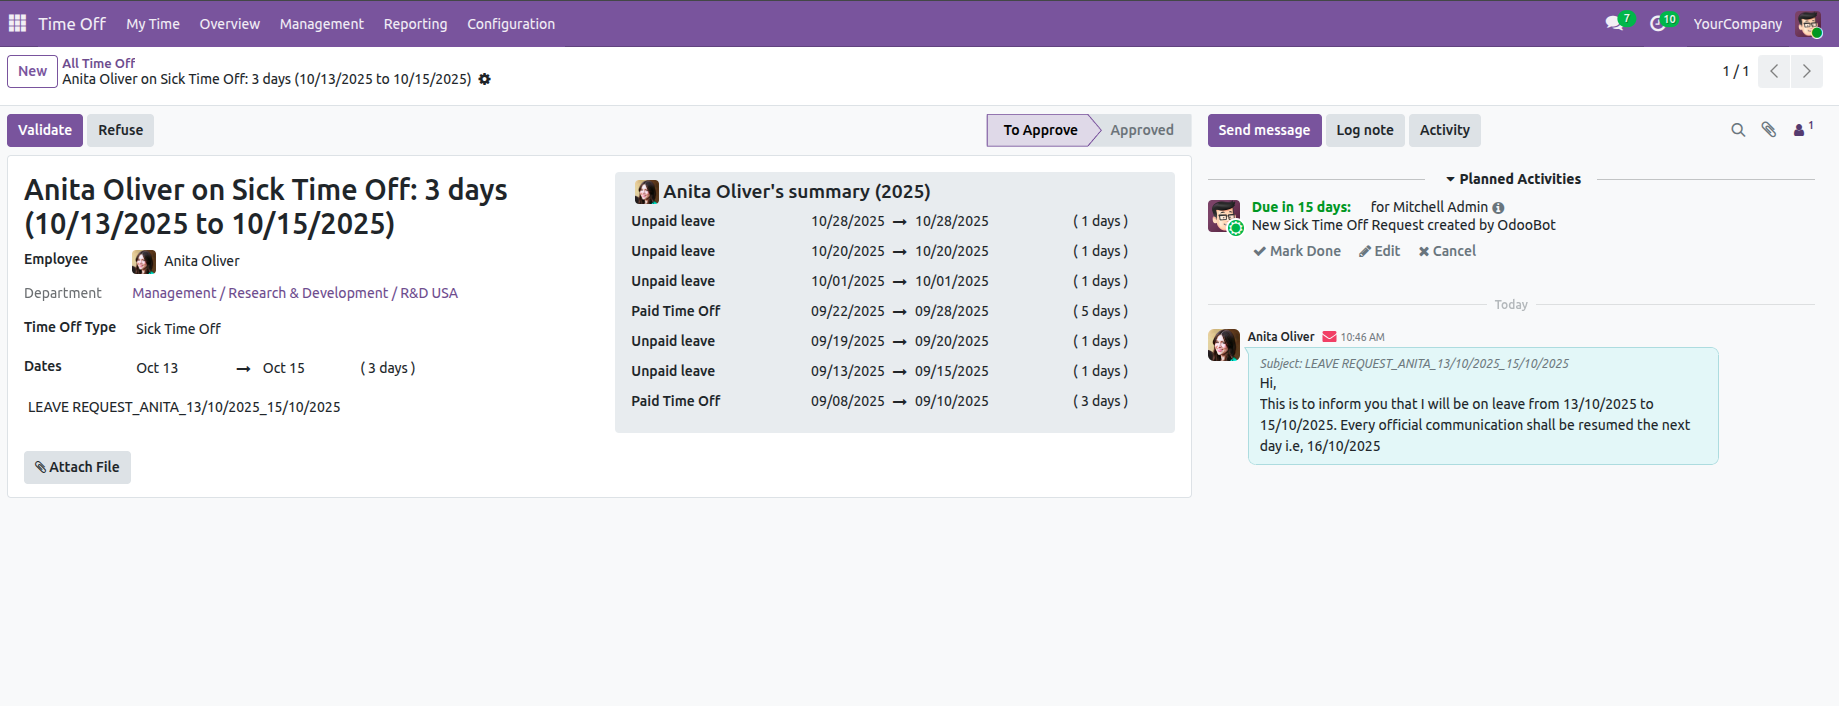 Time Off My Time Overview Management Reporting Configuration 7 10 YourCompany
New All Time Off
Anita Oliver on Sick Time Off: 3 days (10/13/2025 to 10/15/2025) 1 / 1
Validate Refuse To Approve Approved Send message Log note Activity 1
Anita Oliver on Sick Time Off: 3 days
(10/13/2025 to 10/15/2025)
Employee Anita Oliver
Department Management / Research & Development / R&D USA
Time Off Type Sick Time Off
Dates Oct 13 → Oct 15 ( 3 days )
LEAVE REQUEST_ANITA_13/10/2025_15/10/2025
Attach File
Anita Oliver's summary (2025)
Unpaid leave 10/28/2025 → 10/28/2025 ( 1 days )
Unpaid leave 10/20/2025 → 10/20/2025 ( 1 days )
Unpaid leave 10/01/2025 → 10/01/2025 ( 1 days )
Paid Time Off 09/22/2025 → 09/28/2025 ( 5 days )
Unpaid leave 09/19/2025 → 09/20/2025 ( 1 days )
Unpaid leave 09/13/2025 → 09/15/2025 ( 1 days )
Paid Time Off 09/08/2025 → 09/10/2025 ( 3 days )
Planned Activities
Due in 15 days: for Mitchell Admin
New Sick Time Off Request created by OdooBot
Mark Done Edit Cancel
Today
Anita Oliver 10:46 AM
Subject: LEAVE REQUEST_ANITA_13/10/2025_15/10/2025
Hi,
This is to inform you that I will be on leave from 13/10/2025 to
15/10/2025. Every official communication shall be resumed the next
day i.e, 16/10/2025